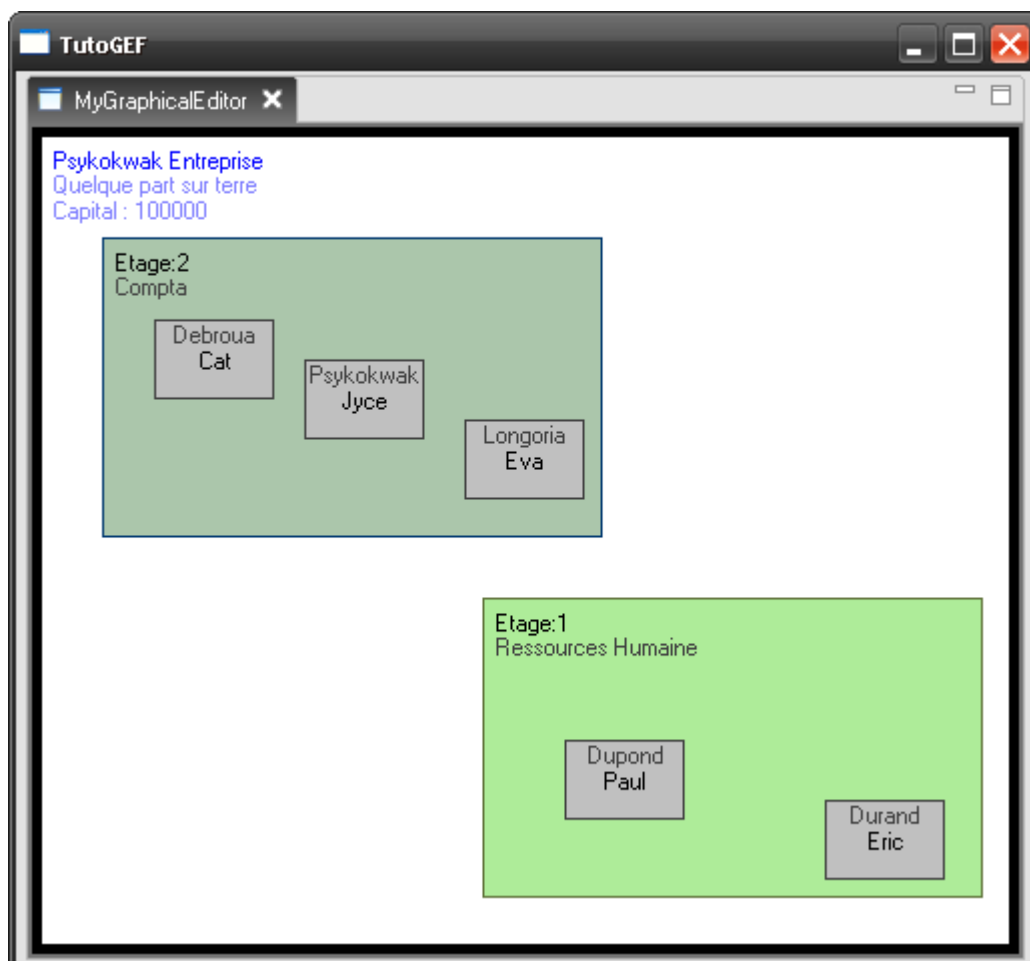 TutoGEF
MyGraphicalEditor
Psykokwak Entreprise
Quelque part sur terre
Capital : 100000
Etage:2
Compta
Debroua
Cat
Psykokwak
Jyce
Longoria
Eva
Etage:1
Ressources Humaine
Dupond
Paul
Durand
Eric